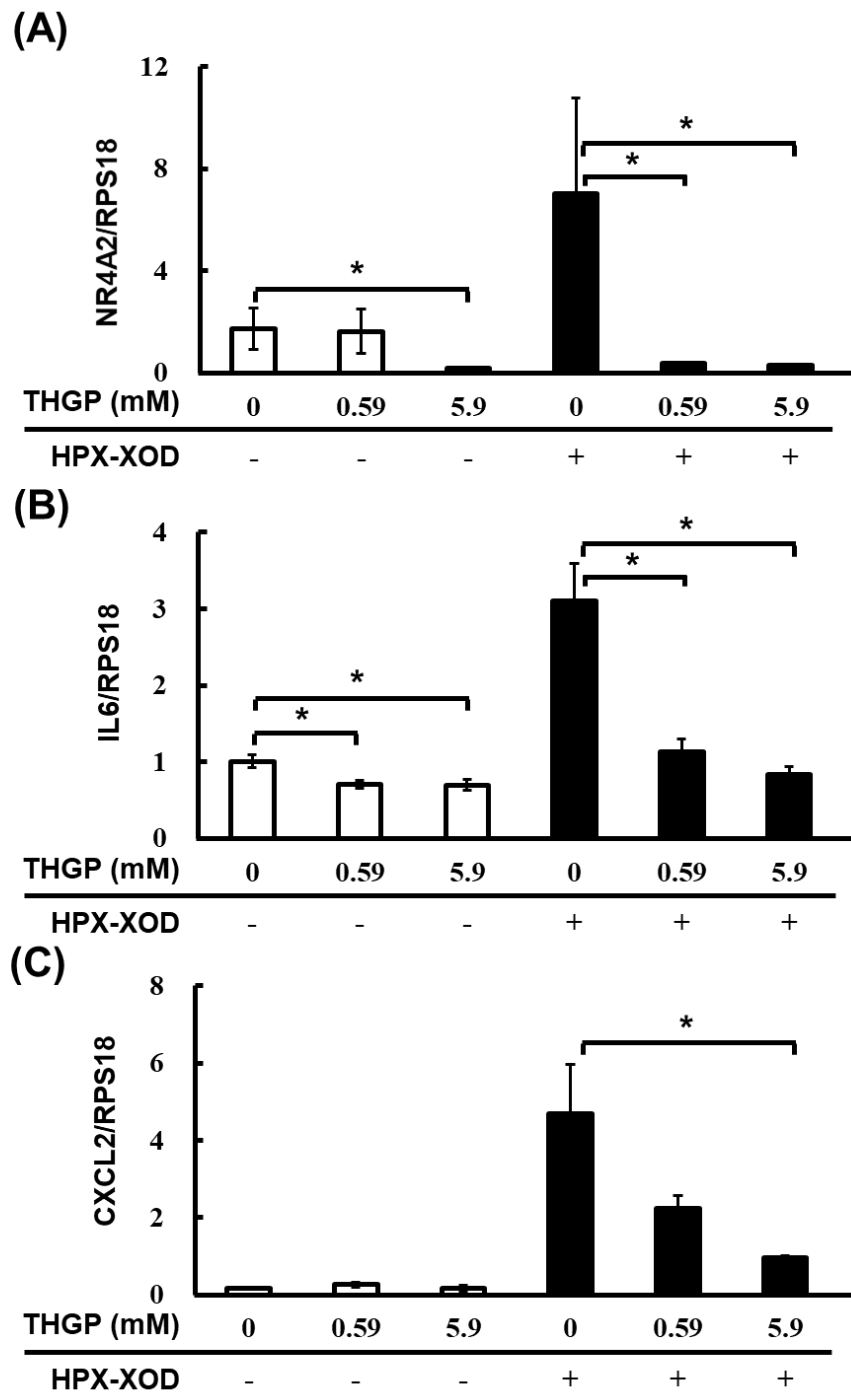 (A)
12
8
4
0
NR4A2/RPS18
*
*
*
THGP (mM) 0 0.59 5.9 0 0.59 5.9
HPX-XOD - - - + + +
(B)
4
3
2
1
0
IL6/RPS18
*
*
*
*
THGP (mM) 0 0.59 5.9 0 0.59 5.9
HPX-XOD - - - + + +
(C)
8
6
4
2
0
CXCL2/RPS18
*
THGP (mM) 0 0.59 5.9 0 0.59 5.9
HPX-XOD - - - + + +